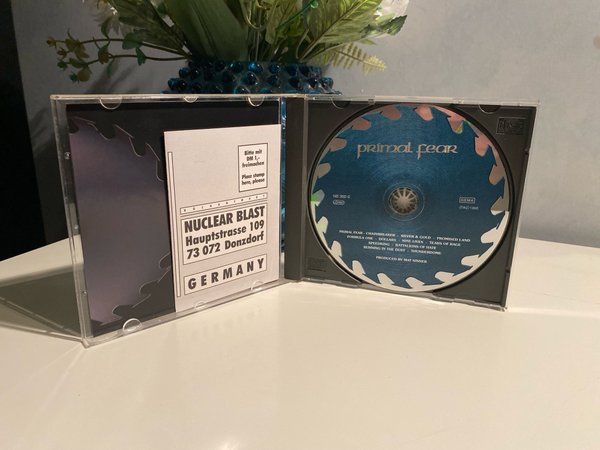 Bitte mit
DM 1,-
freimachen
Please stamp
here, please
NUCLEAR BLAST
Hauptstrasse 109
73 072 Donzdorf
GERMANY
primal fear
GEMA
PRIMAL FEAR · CHAINBREAKER · SILVER & GOLD · PROMISED LAND
FORMULA ONE · DOLLARS · NINE LIVES · TEARS OF RAGE
SPEEDKING · BATTALIONS OF HATE
RUNNING IN THE DUST · THUNDERDOME
PRODUCED BY MAT SINNER